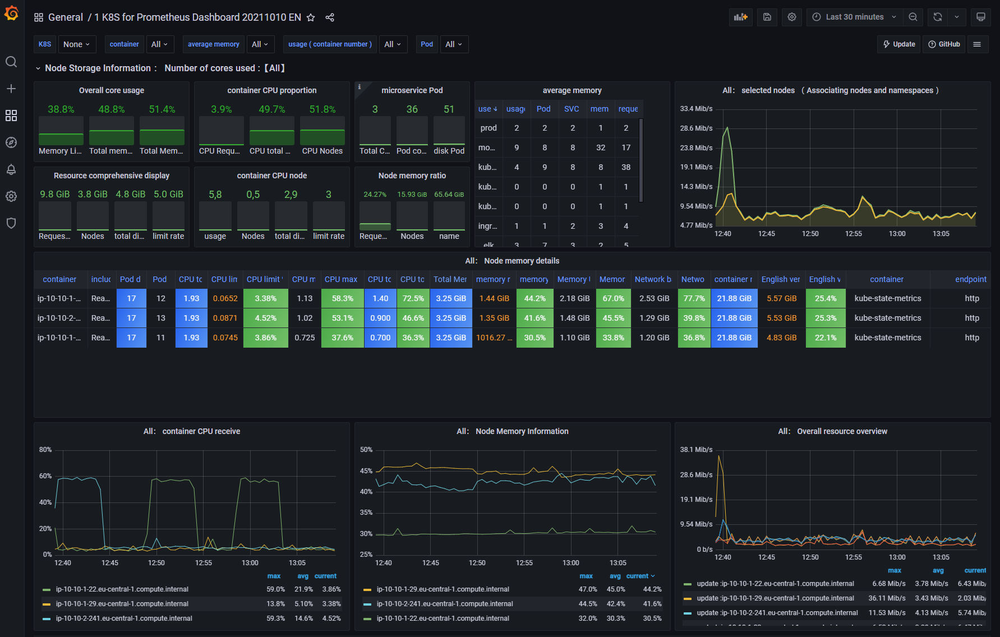 General / 1 K8S for Prometheus Dashboard 20211010 EN
Last 30 minutes
K8S None container All average memory All usage ( container number ) All Pod All
Update GitHub
Node Storage Information : Number of cores used :【All】
Overall core usage
38.8% 48.8% 51.4%
Memory Li... Total mem... Total Mem...
container CPU proportion
3.9% 49.7% 51.8%
CPU Requ... CPU total ... CPU Nodes
microservice Pod
3 36 51
Total C... Pod co... disk Pod
Resource comprehensive display
9.8 GiB 3.8 GiB 4.8 GiB 5.0 GiB
Reques... Nodes total di... limit rate
container CPU node
5,8 0,5 2,9 3
usage Nodes total di... limit rate
Node memory ratio
24.27% 15.93 GiB 65.64 GiB
Reque... Nodes name
average memory
use usag Pod SVC mem reque
prod 2 2 2 1 2
mo... 9 8 8 32 17
kub... 4 9 8 8 38
kub... 0 0 0 1 1
kub... 0 0 0 1 1
ingr... 1 1 2 3 4
elk 3 7 3 2 5
All: selected nodes ( Associating nodes and namespaces )
33.4 Mib/s
28.6 Mib/s
23.8 Mib/s
19.1 Mib/s
14.3 Mib/s
9.54 Mib/s
4.77 Mib/s
12:40 12:45 12:50 12:55 13:00 13:05
All: Node memory details
container inclu Pod d Pod CPU to CPU lim CPU limit CPU m CPU max CPU to CPU to Total Mer memory r memory Memory Memor Network b Netwo container r English ver English v container endpoint
ip-10-10-1-... Rea... 17 12 1.93 0.0652 3.38% 1.13 58.3% 1.40 72.5% 3.25 GiB 1.44 GiB 44.2% 2.18 GiB 67.0% 2.53 GiB 77.7% 21.88 GiB 5.57 GiB 25.4% kube-state-metrics http
ip-10-10-2-... Rea... 17 13 1.93 0.0871 4.52% 1.02 53.1% 0.900 46.6% 3.25 GiB 1.35 GiB 41.6% 1.48 GiB 45.5% 1.29 GiB 39.8% 21.88 GiB 5.53 GiB 25.3% kube-state-metrics http
ip-10-10-1-... Rea... 17 11 1.93 0.0745 3.86% 0.725 37.6% 0.700 36.3% 3.25 GiB 1016.27 ... 30.5% 1.10 GiB 33.8% 1.20 GiB 36.8% 21.88 GiB 4.83 GiB 22.1% kube-state-metrics http
All: container CPU receive
80%
60%
40%
20%
0%
12:40 12:45 12:50 12:55 13:00 13:05
max avg current
ip-10-10-1-22.eu-central-1.compute.internal 59.0% 21.9% 3.86%
ip-10-10-1-29.eu-central-1.compute.internal 13.8% 5.10% 3.38%
ip-10-10-2-241.eu-central-1.compute.internal 59.3% 14.6% 4.52%
All: Node Memory Information
50%
45%
40%
35%
30%
25%
12:40 12:45 12:50 12:55 13:00 13:05
max avg current
ip-10-10-1-29.eu-central-1.compute.internal 47.0% 45.0% 44.2%
ip-10-10-2-241.eu-central-1.compute.internal 44.5% 42.4% 41.6%
ip-10-10-1-22.eu-central-1.compute.internal 32.0% 30.3% 30.5%
All: Overall resource overview
38.1 Mib/s
28.6 Mib/s
19.1 Mib/s
9.54 Mib/s
0 b/s
12:40 12:45 12:50 12:55 13:00 13:05
max avg current
update :ip-10-10-1-22.eu-central-1.compute.internal 6.68 Mib/s 3.78 Mib/s 6.43 Mib/
update :ip-10-10-1-29.eu-central-1.compute.internal 36.11 Mib/s 3.43 Mib/s 2.03 Mib/
update :ip-10-10-2-241.eu-central-1.compute.internal 11.53 Mib/s 4.13 Mib/s 5.74 Mib/